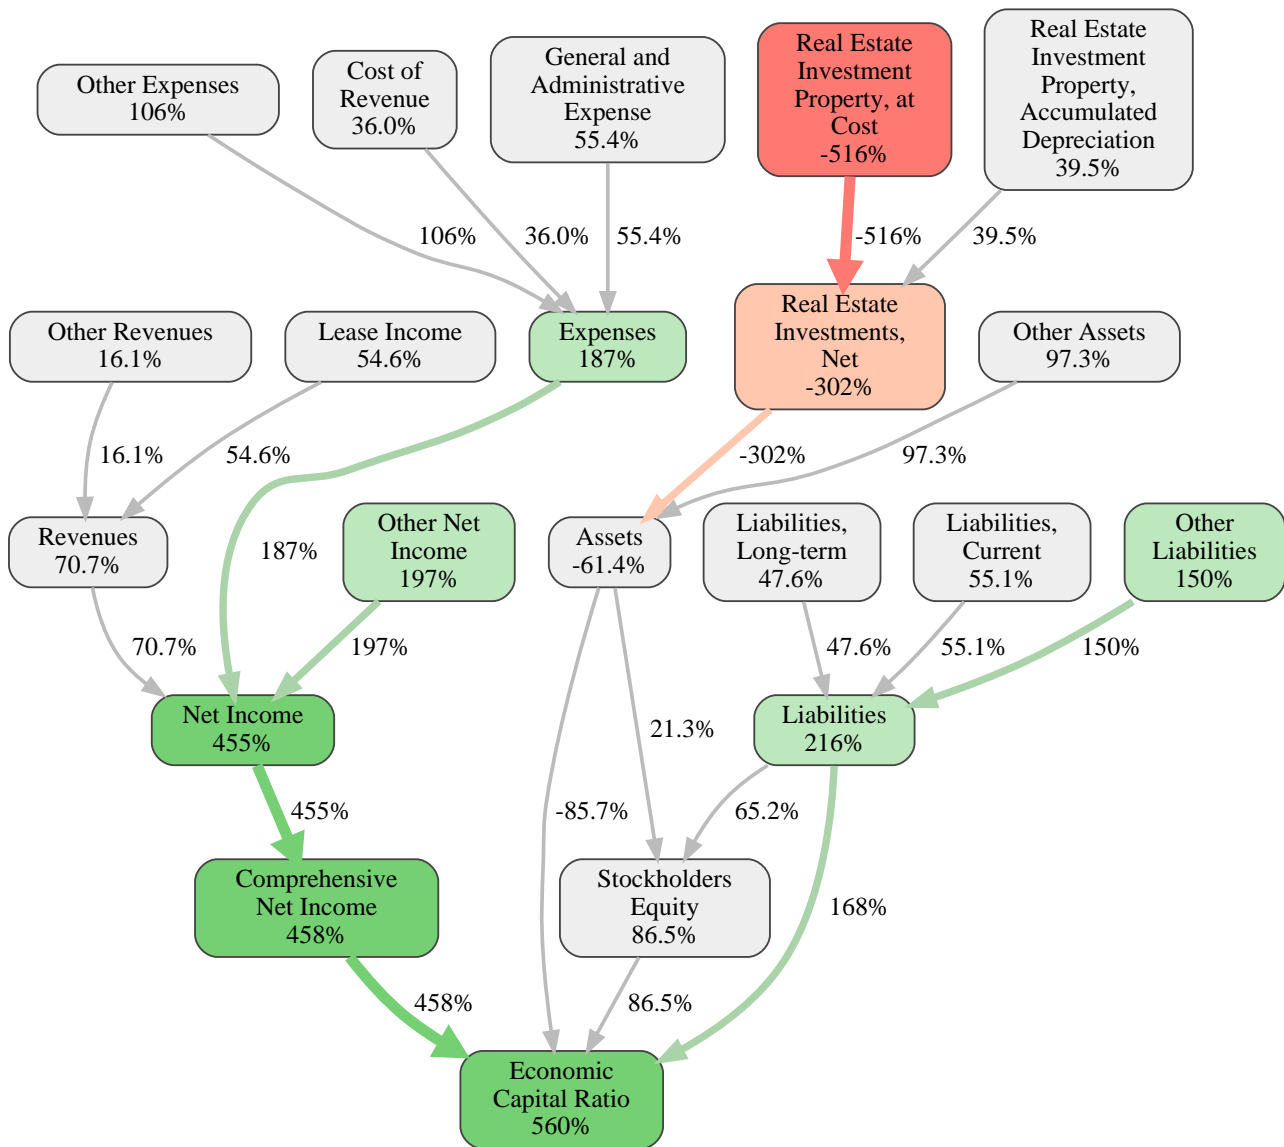 Other Expenses
106%
Cost of
Revenue
36.0%
General and
Administrative
Expense
55.4%
Real Estate
Investment
Property, at
Cost
-516%
Real Estate
Investment
Property,
Accumulated
Depreciation
39.5%
106%
36.0%
55.4%
-516%
39.5%
Other Revenues
16.1%
Lease Income
54.6%
Expenses
187%
Real Estate
Investments,
Net
-302%
Other Assets
97.3%
16.1%
54.6%
-302%
97.3%
Revenues
70.7%
187%
Other Net
Income
197%
Assets
-61.4%
Liabilities,
Long-term
47.6%
Liabilities,
Current
55.1%
Other
Liabilities
150%
70.7%
197%
47.6%
55.1%
150%
Net Income
455%
21.3%
Liabilities
216%
455%
-85.7%
65.2%
Comprehensive
Net Income
458%
Stockholders
Equity
86.5%
168%
458%
86.5%
Economic
Capital Ratio
560%